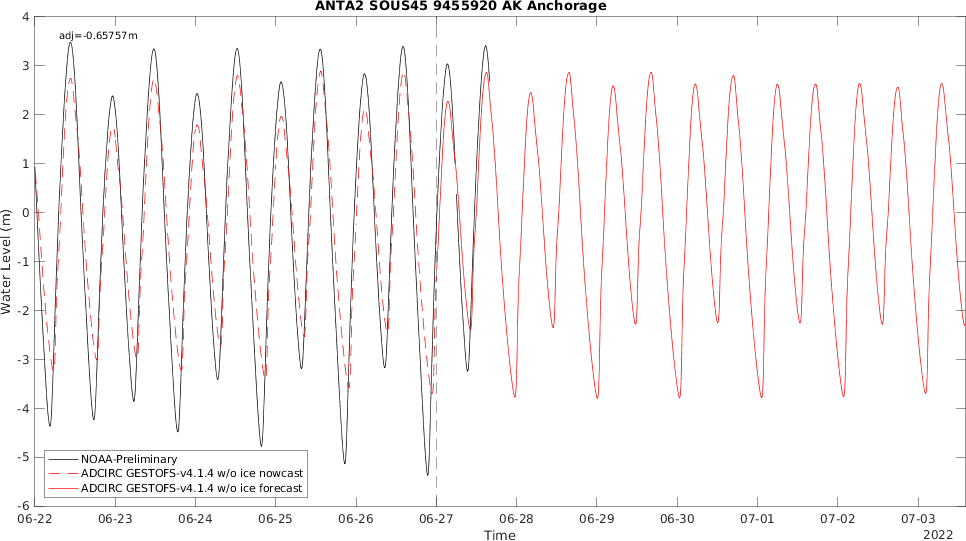 ANTA2 SOUS45 9455920 AK Anchorage
adj=-0.65757m
4
3
2
1
0
-1
-2
-3
-4
-5
-6
Water Level (m)
NOAA-Preliminary
ADCIRC GESTOFS-v4.1.4 w/o ice nowcast
ADCIRC GESTOFS-v4.1.4 w/o ice forecast
06-22 06-23 06-24 06-25 06-26 06-27 06-28 06-29 06-30 07-01 07-02 07-03
Time
2022